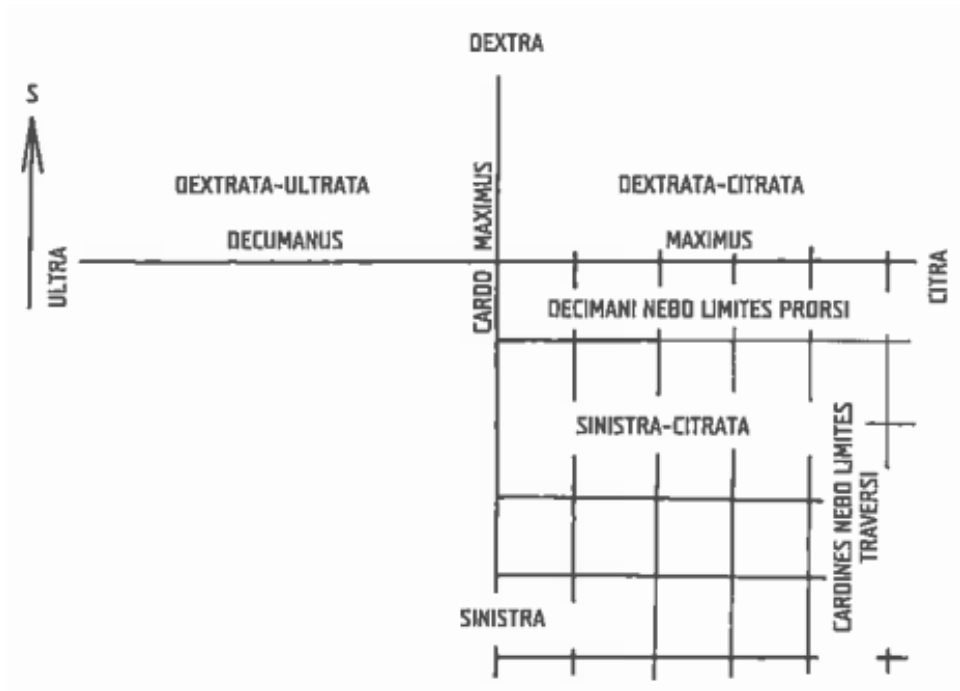 DEXTRA
S
DEXTRATA-ULTRATA
DEXTRATA-CITRATA
DECUMANUS
MAXIMUS
CARDO MAXIMUS
ULTRA
CITRA
DECIMANI NEBO LIMITES PRORSI
SINISTRA-CITRATA
CARDINES NEBO LIMITES
TRAVERSI
SINISTRA